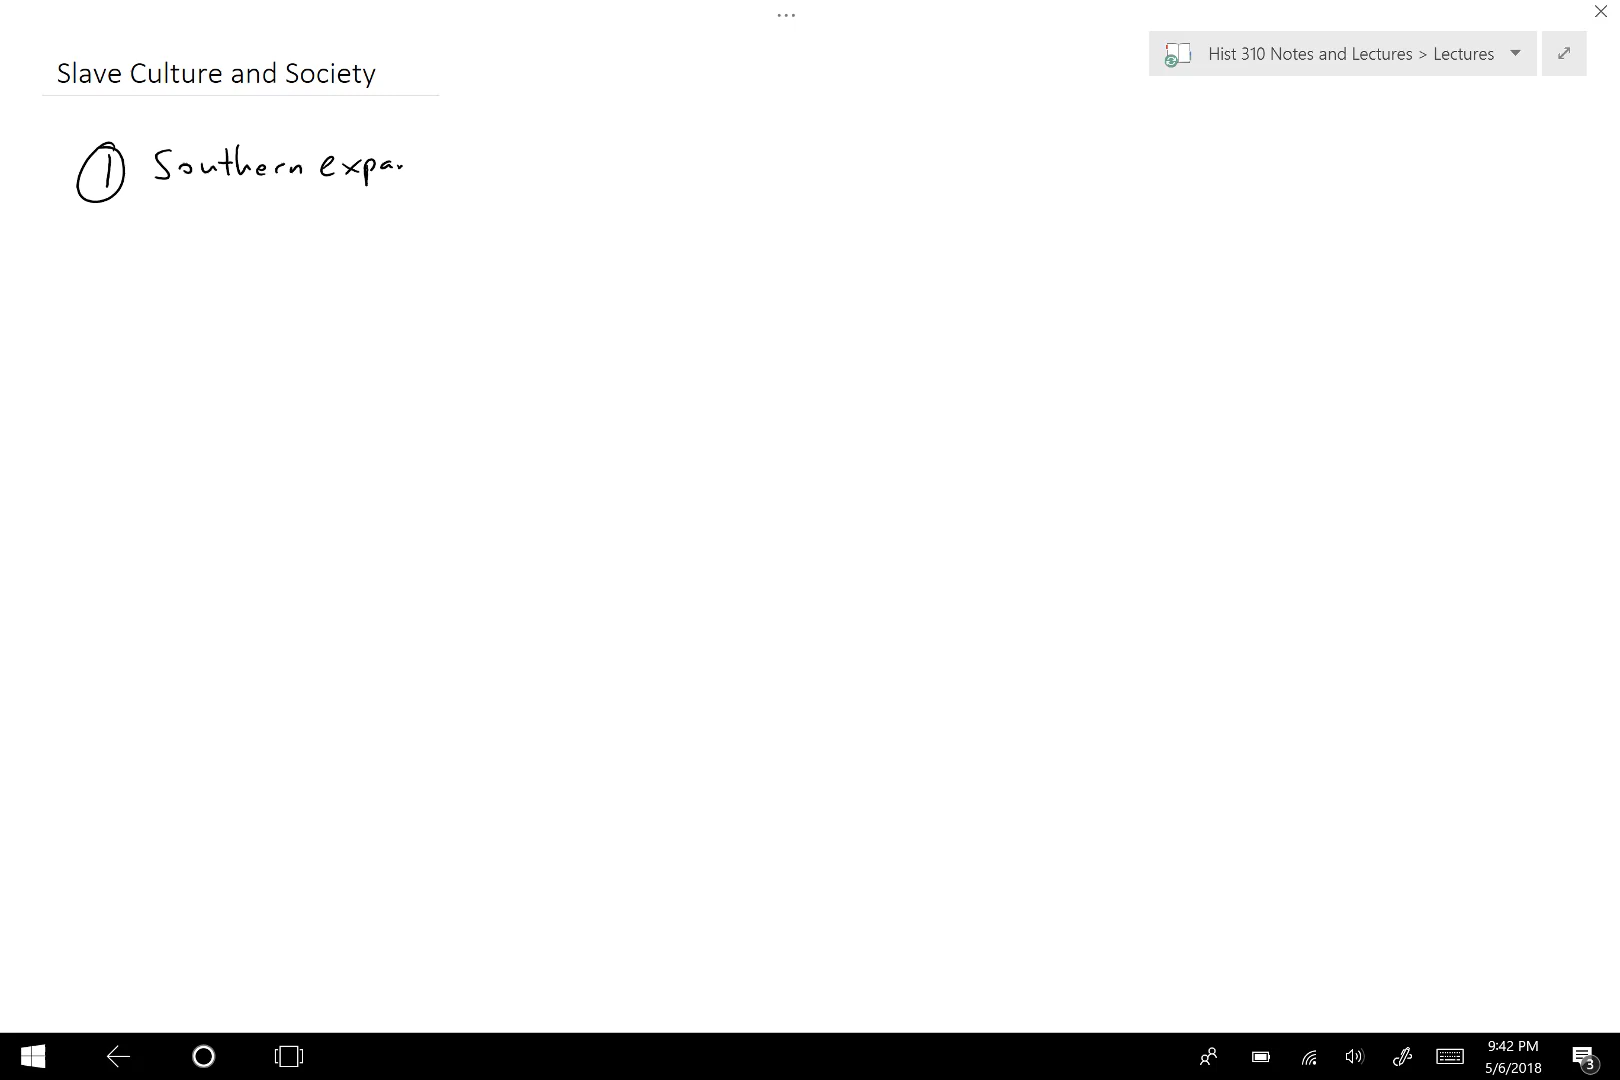 Slave Culture and Society
Hist 310 Notes and Lectures > Lectures
① Southern expa
9:42 PM
5/6/2018
3